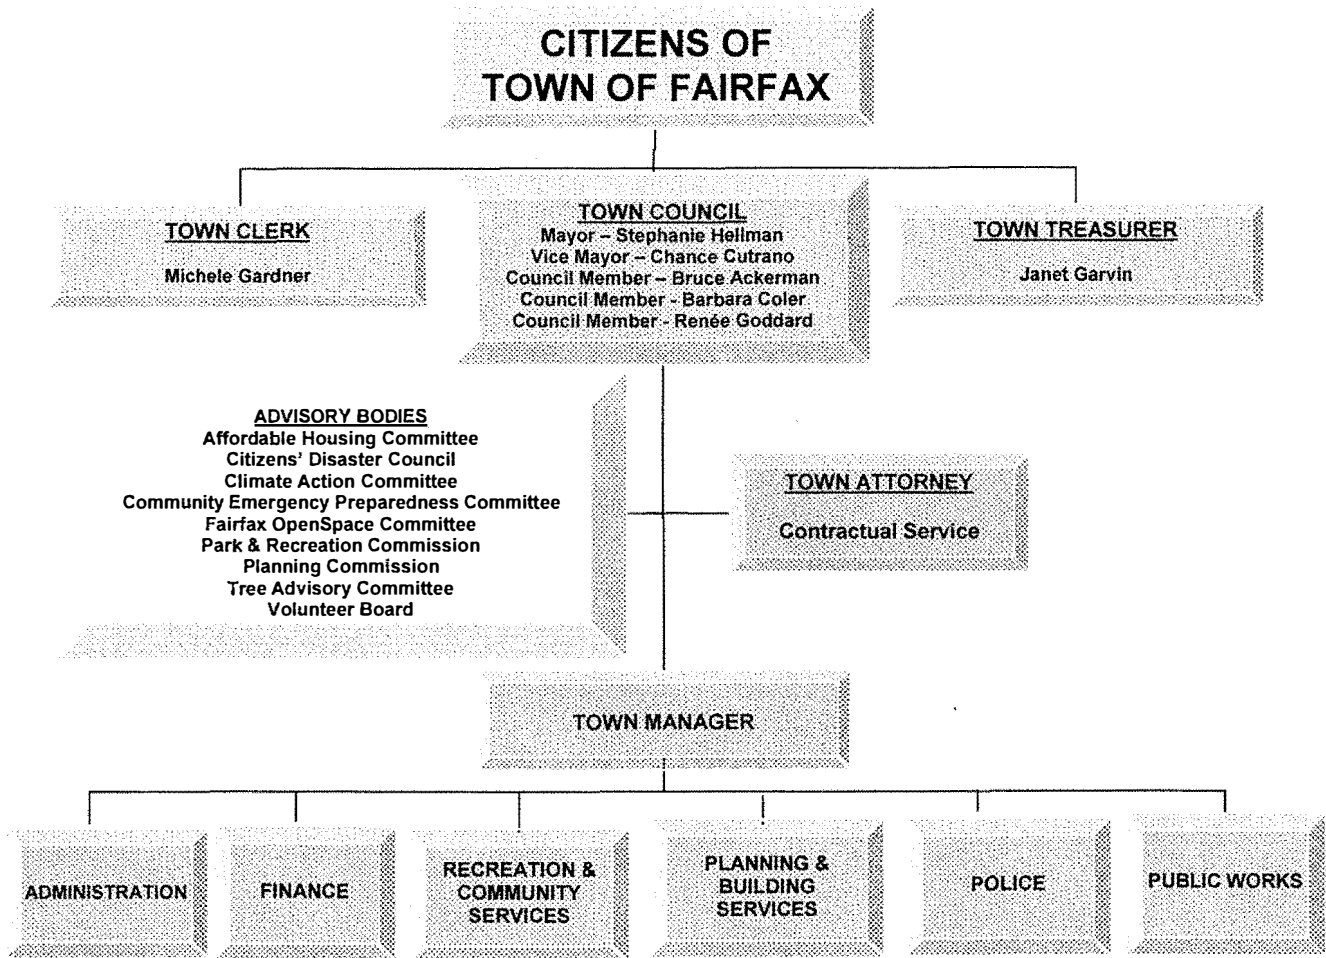 CITIZENS OF
TOWN OF FAIRFAX
TOWN CLERK
Michele Gardner
TOWN COUNCIL
Mayor – Stephanie Hellman
Vice Mayor – Chance Cutrano
Council Member – Bruce Ackerman
Council Member - Barbara Coler
Council Member - Renée Goddard
TOWN TREASURER
Janet Garvin
ADVISORY BODIES
Affordable Housing Committee
Citizens' Disaster Council
Climate Action Committee
Community Emergency Preparedness Committee
Fairfax OpenSpace Committee
Park & Recreation Commission
Planning Commission
Tree Advisory Committee
Volunteer Board
TOWN ATTORNEY
Contractual Service
TOWN MANAGER
ADMINISTRATION
FINANCE
RECREATION &
COMMUNITY
SERVICES
PLANNING &
BUILDING
SERVICES
POLICE
PUBLIC WORKS